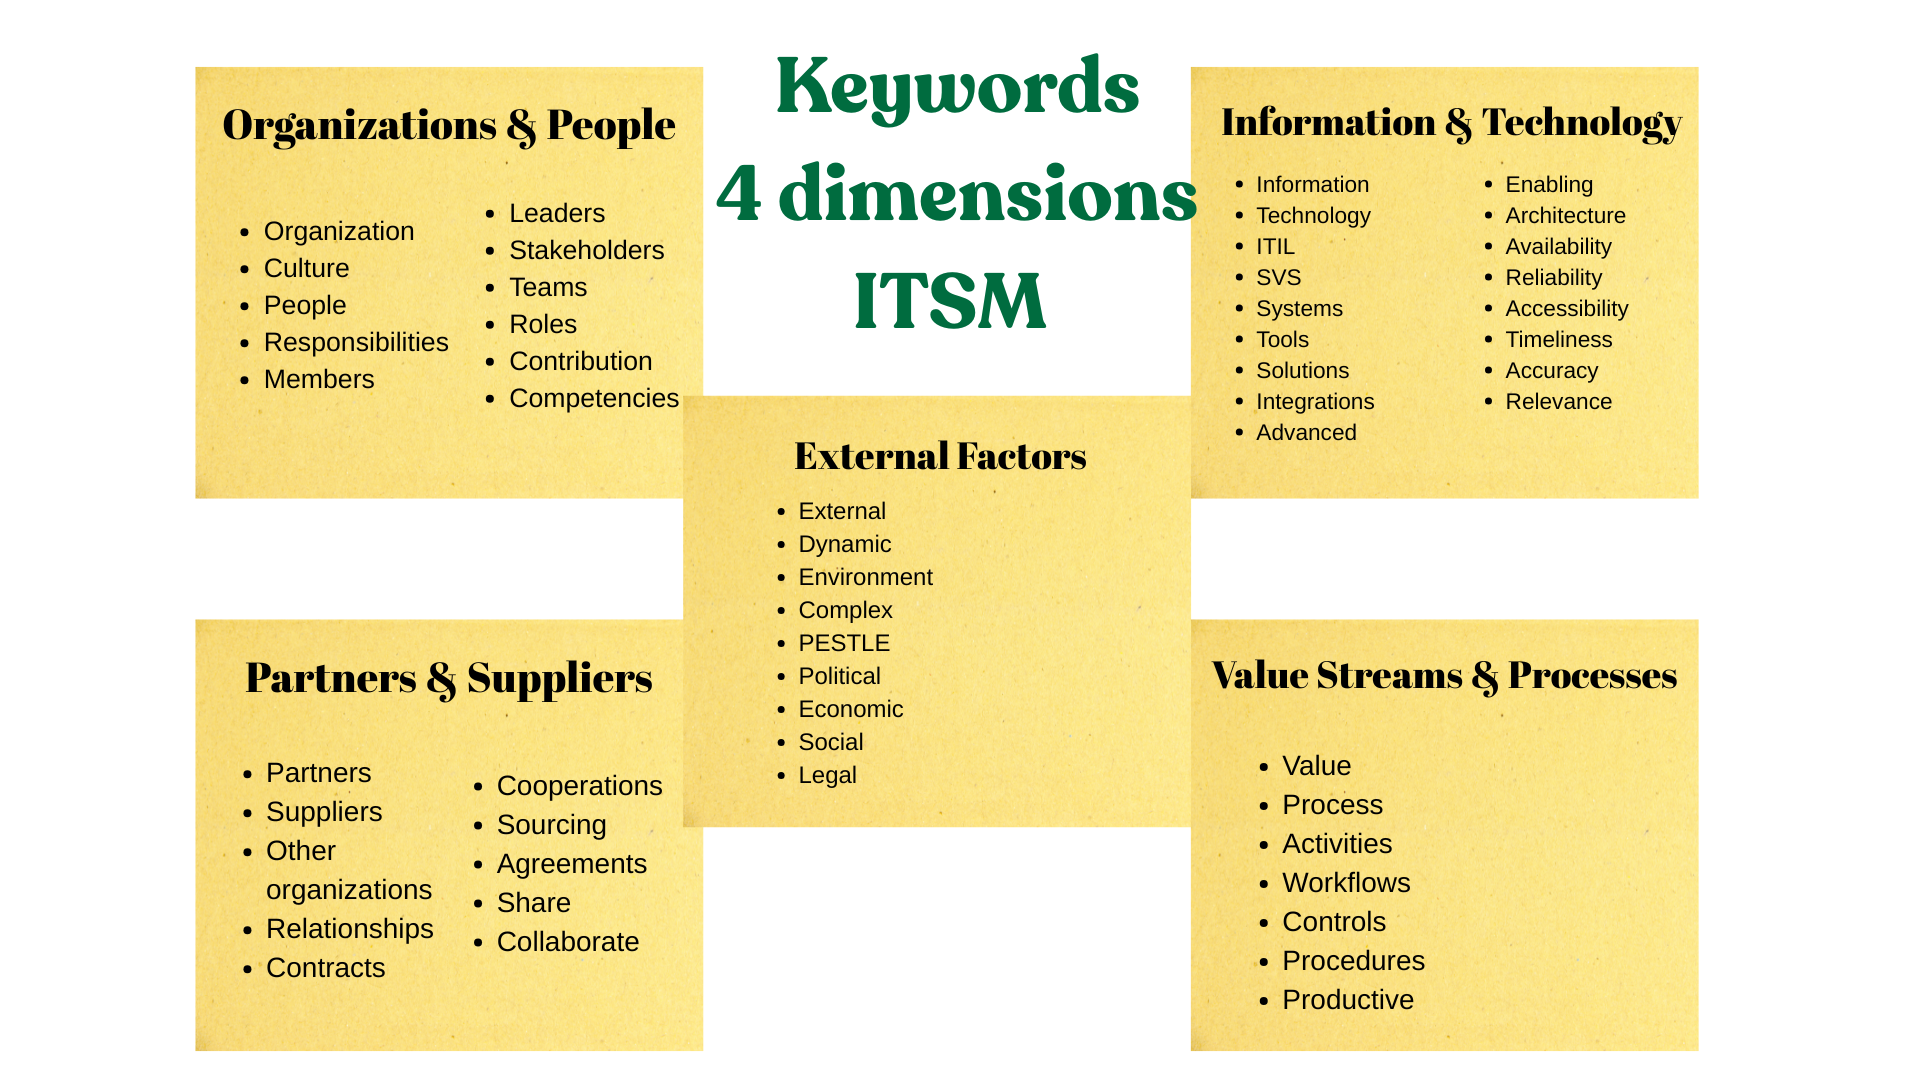 Keywords
4 dimensions
ITSM
Organizations & People
Organization
Culture
People
Responsibilities
Members
Leaders
Stakeholders
Teams
Roles
Contribution
Competencies
Information & Technology
Information
Technology
ITIL
SVS
Systems
Tools
Solutions
Integrations
Advanced
Enabling
Architecture
Availability
Reliability
Accessibility
Timeliness
Accuracy
Relevance
External Factors
External
Dynamic
Environment
Complex
PESTLE
Political
Economic
Social
Legal
Partners & Suppliers
Partners
Suppliers
Other
organizations
Relationships
Contracts
Cooperations
Sourcing
Agreements
Share
Collaborate
Value Streams & Processes
Value
Process
Activities
Workflows
Controls
Procedures
Productive